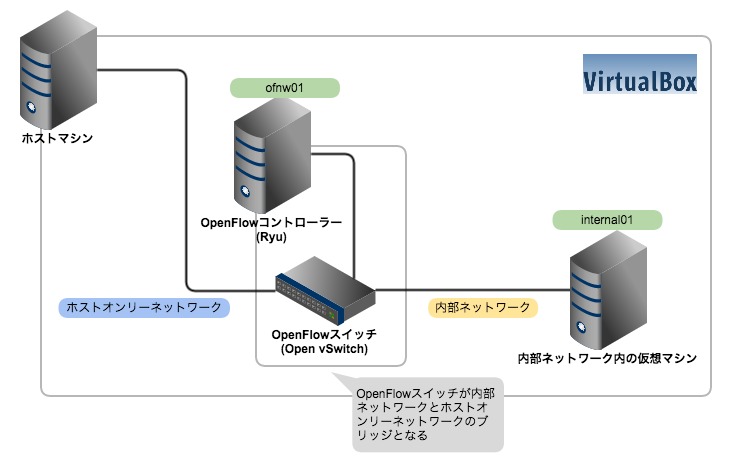 VirtualBox
ofnw01
ホストマシン
OpenFlowコントローラー
(Ryu)
internal01
ホストオンリーネットワーク
内部ネットワーク
OpenFlowスイッチ
(Open vSwitch)
内部ネットワーク内の仮想マシン
OpenFlowスイッチが内部
ネットワークとホストオ
ンリーネットワークのブ
リッジとなる